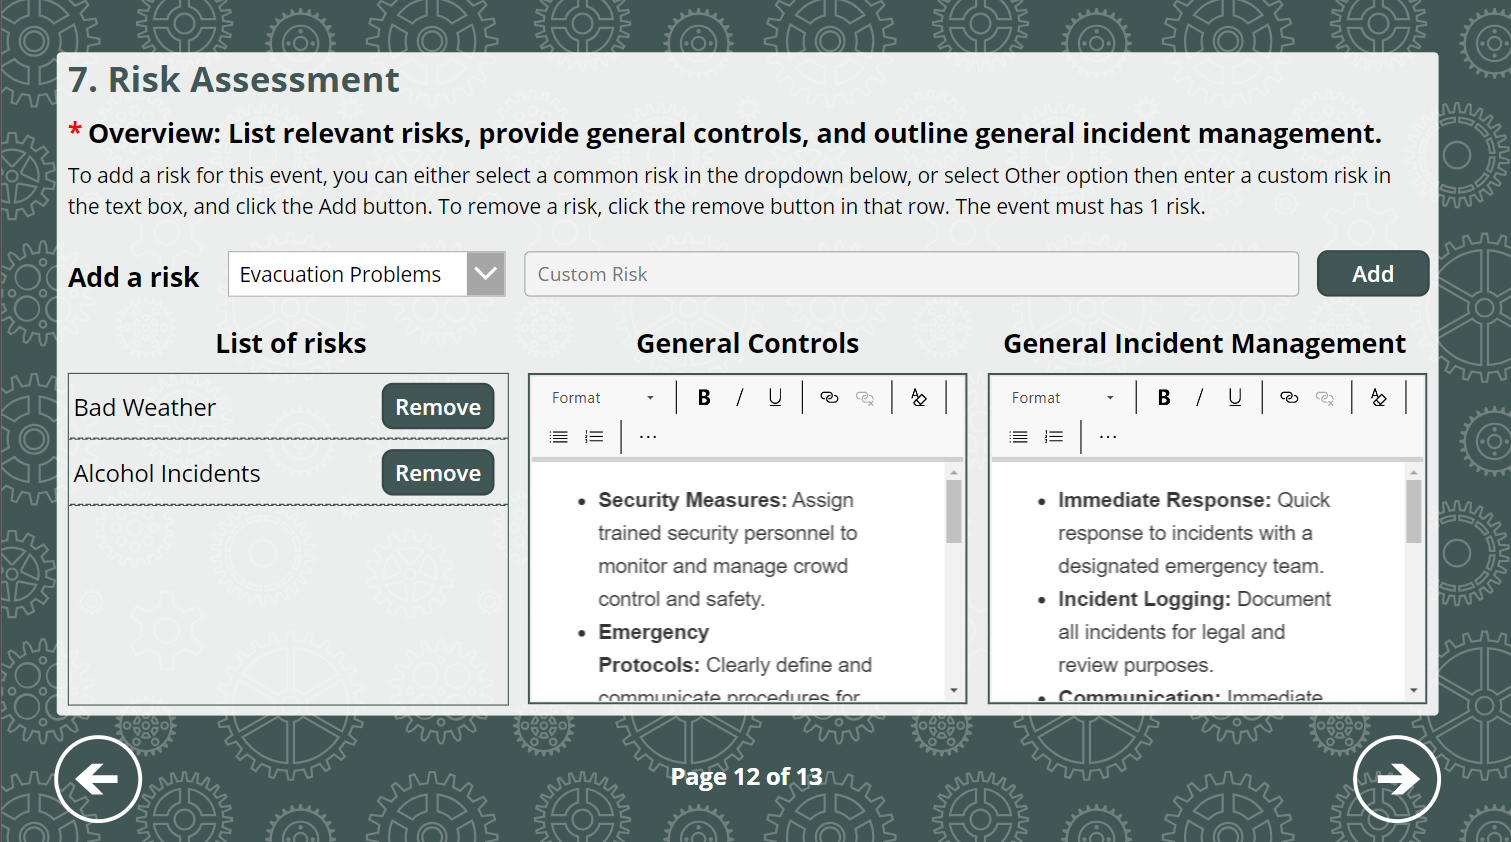 7. Risk Assessment
* Overview: List relevant risks, provide general controls, and outline general incident management.
To add a risk for this event, you can either select a common risk in the dropdown below, or select Other option then enter a custom risk in
the text box, and click the Add button. To remove a risk, click the remove button in that row. The event must has 1 risk.
Add a risk
Evacuation Problems
Custom Risk
Add
List of risks
Bad Weather
Remove
Alcohol Incidents
Remove
General Controls
Format
B I U
...
• Security Measures: Assign
trained security personnel to
monitor and manage crowd
control and safety.
• Emergency
Protocols: Clearly define and
communicate procedures for
General Incident Management
Format
B I U
...
• Immediate Response: Quick
response to incidents with a
designated emergency team.
• Incident Logging: Document
all incidents for legal and
review purposes.
• Communication: Immediate
Page 12 of 13